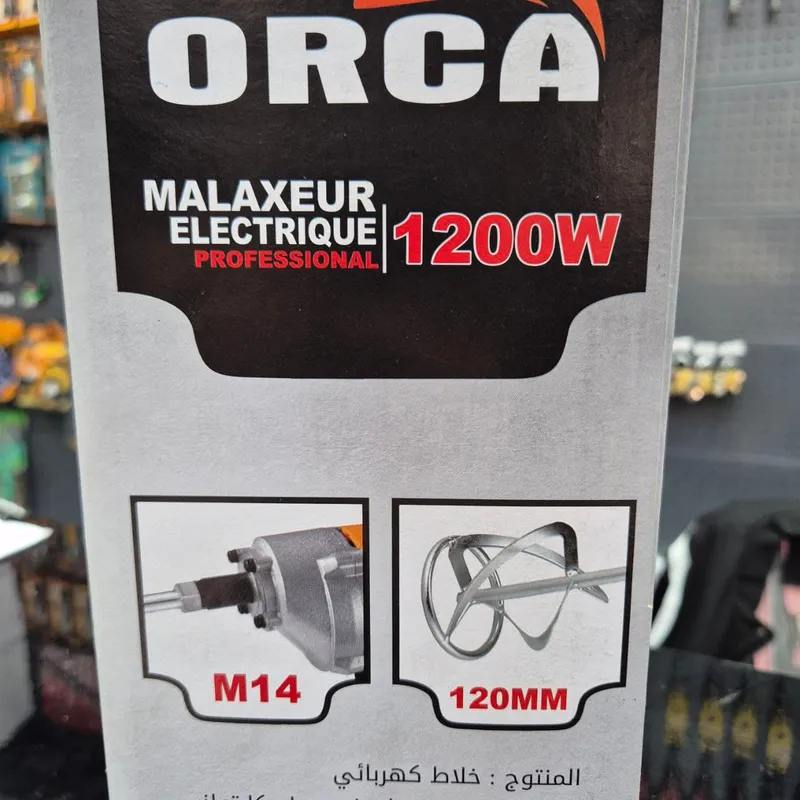 ORCA
MALAXEUR
ELECTRIQUE
PROFESSIONAL
1200W
M14
120MM
المنتوج : خلاط كهربائي